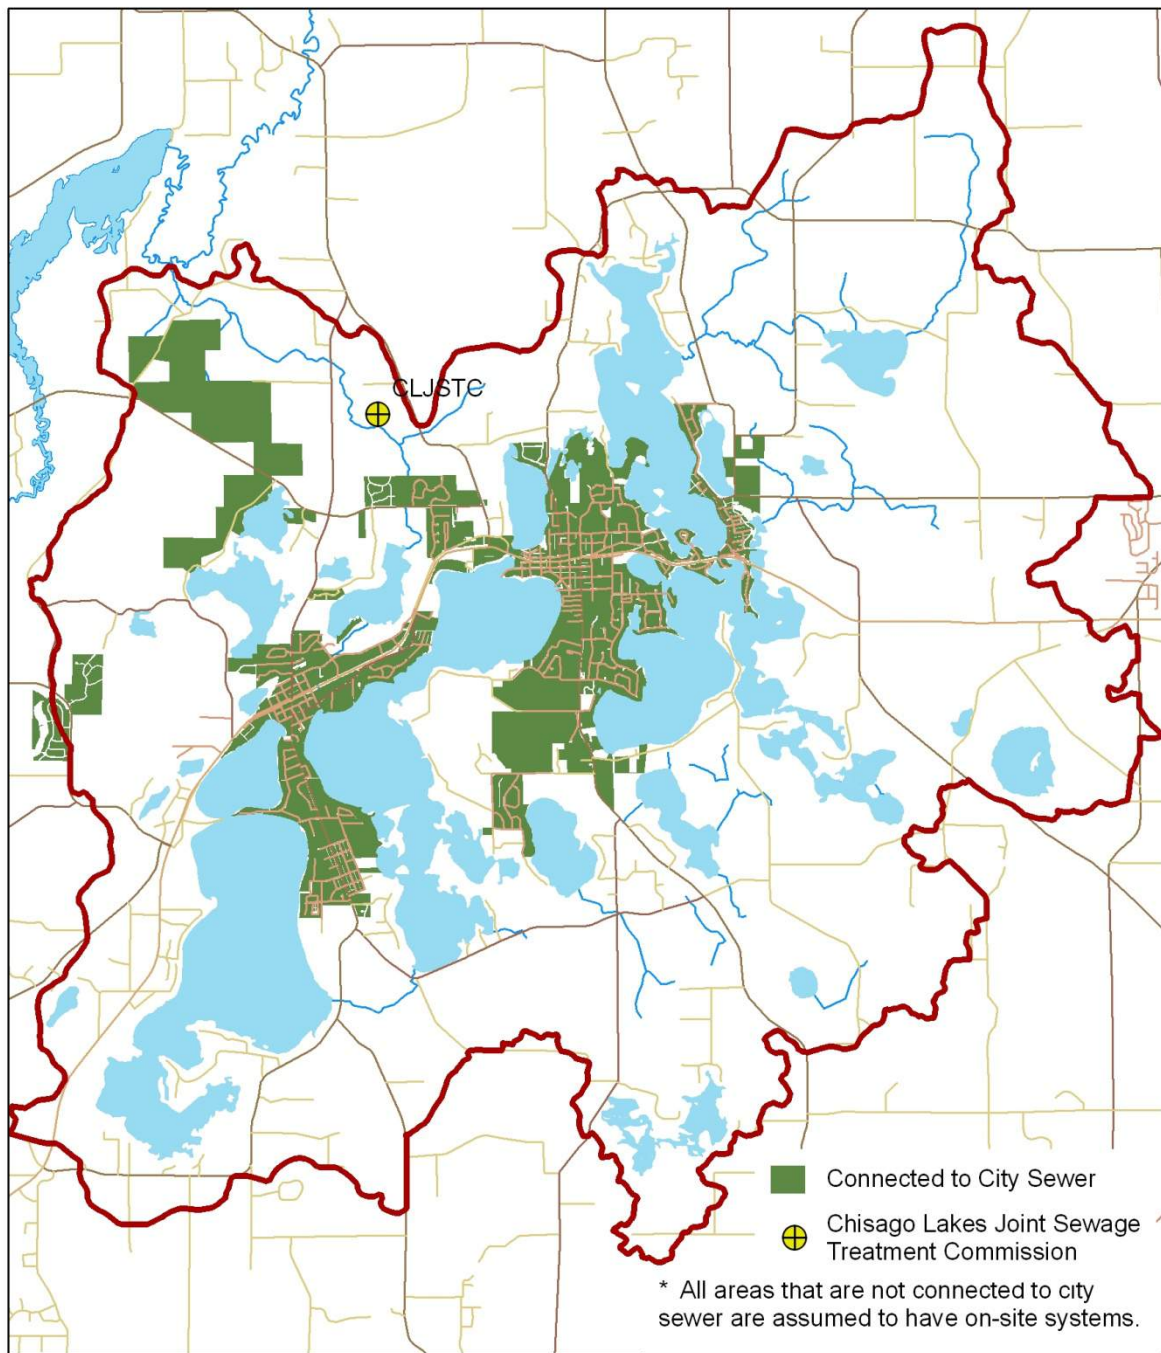 CLJSTC
Connected to City Sewer
Chisago Lakes Joint Sewage
Treatment Commission
* All areas that are not connected to city
sewer are assumed to have on-site systems.